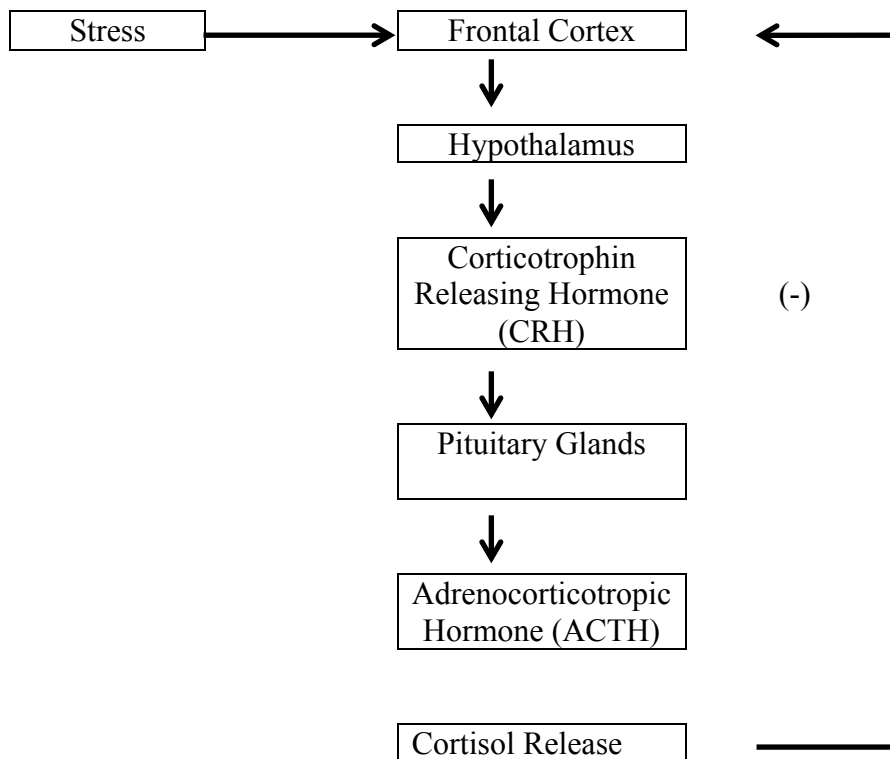 Stress
Frontal Cortex
Hypothalamus
Corticotrophin
Releasing Hormone
(CRH)
(-)
Pituitary Glands
Adrenocorticotropic
Hormone (ACTH)
Cortisol Release